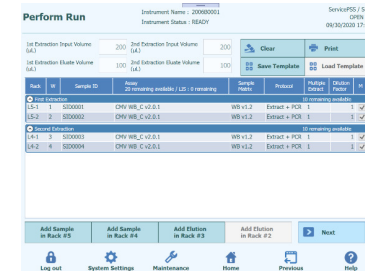 Perform Run
Instrument Name : 2006B0001
Instrument Status : READY
ServicePSS / S
OPEN
09/30/2020 17:
1st Extraction Input Volume (uL) 200 2nd Extraction Input Volume (uL) 200
Clear Print
1st Extraction Eluate Volume (uL) 100 2nd Extraction Eluate Volume (uL) 100
Save Template Load Template
Rack W Sample ID Assay 20 remaining available / LIS : 0 remaining Sample Matrix Protocol Multiple Extract Dilution Factor M
First Extraction 10 remaining available
L5-1 1 SID0001 CMV WB_C v2.0.1 WB v1.2 Extract + PCR 1 1
L5-2 2 SID0002 CMV WB_C v2.0.1 WB v1.2 Extract + PCR 1 1
Second Extraction 10 remaining available
L4-1 3 SID0003 CMV WB_C v2.0.1 WB v1.2 Extract + PCR 1 1
L4-2 4 SID0004 CMV WB_C v2.0.1 WB v1.2 Extract + PCR 1 1
Add Sample in Rack #5 Add Sample in Rack #4 Add Elution in Rack #3 Add Elution in Rack #2 Next
Log out System Settings Maintenance Home Previous Help